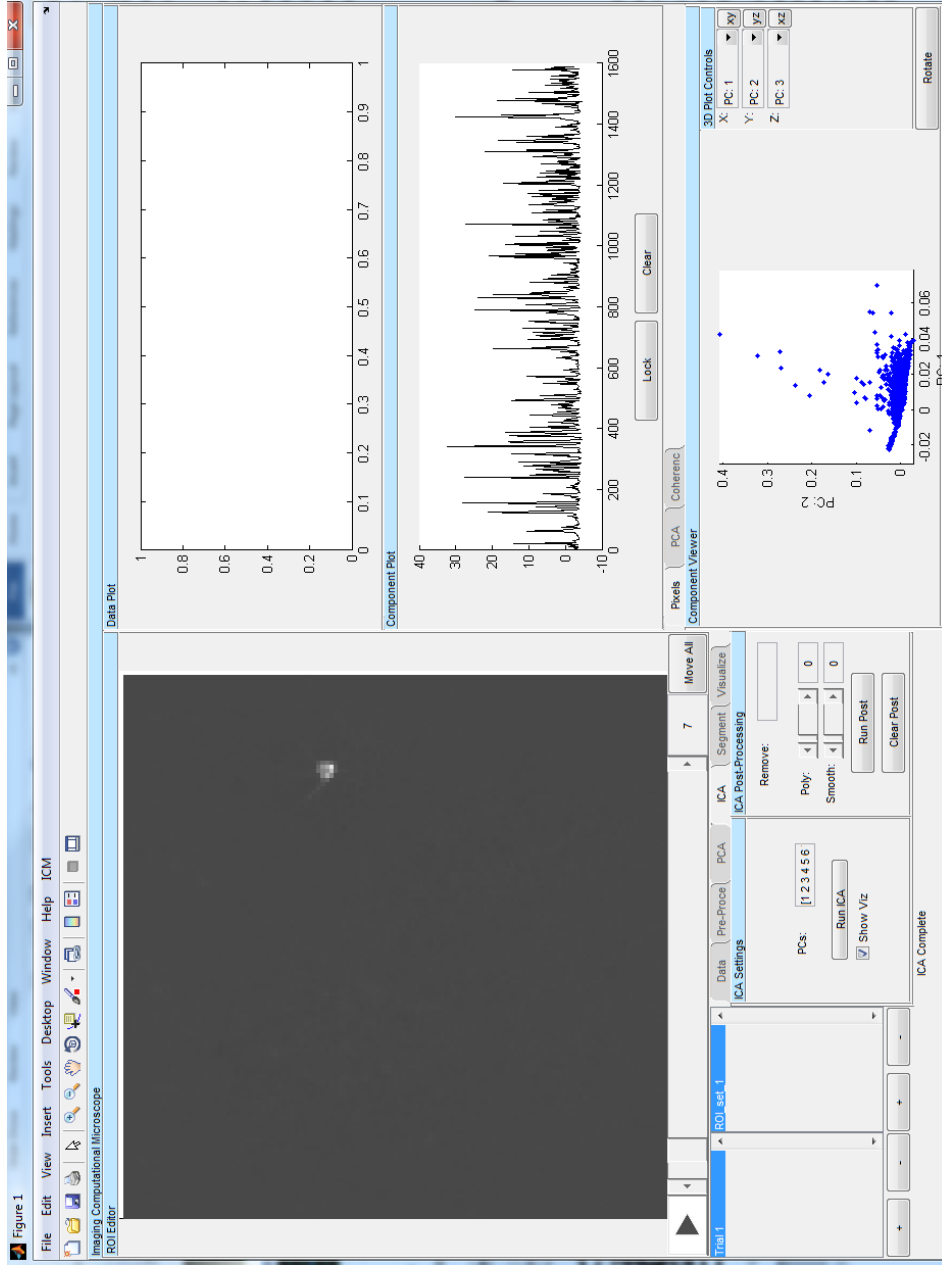 Figure 1
File Edit View Insert Tools Desktop Window Help ICM
Imaging Computational Microscope
ROI Editor
7
Move All
Trial 1
ROI_set_1
+ - + -
Data Pre-Proce PCA ICA Segment Visualize
ICA Settings
PCs: [1 2 3 4 5 6
Run ICA
Show Viz
ICA Post-Processing
Remove:
Poly: 0
Smooth: 0
Run Post
Clear Post
ICA Complete
Data Plot
1
0.8
0.6
0.4
0.2
0
0 0.1 0.2 0.3 0.4 0.5 0.6 0.7 0.8 0.9 1
Component Plot
40
30
20
10
0
-10
0 200 400 600 800 1000 1200 1400 1600
Lock Clear
Pixels PCA Coherenc
Component Viewer
0.4
0.3
0.2
0.1
0
PC: 2
-0.02 0 0.02 0.04 0.06
3D Plot Controls
X: PC: 1 xy
Y: PC: 2 yz
Z: PC: 3 xz
Rotate